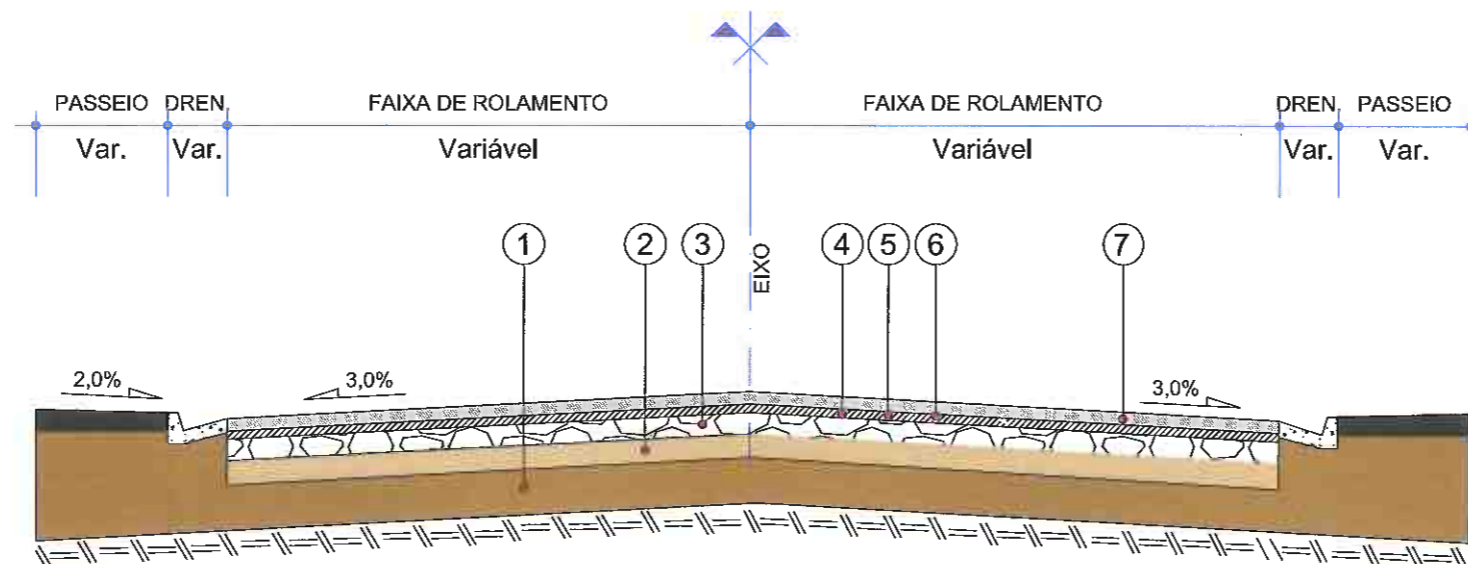 PASSEIO DREN. FAIXA DE ROLAMENTO FAIXA DE ROLAMENTO DREN. PASSEIO
Var. Var. Variável Variável Var. Var.
1 2 3 4 5 6 7
EIXO
2,0% 3,0% 3,0%